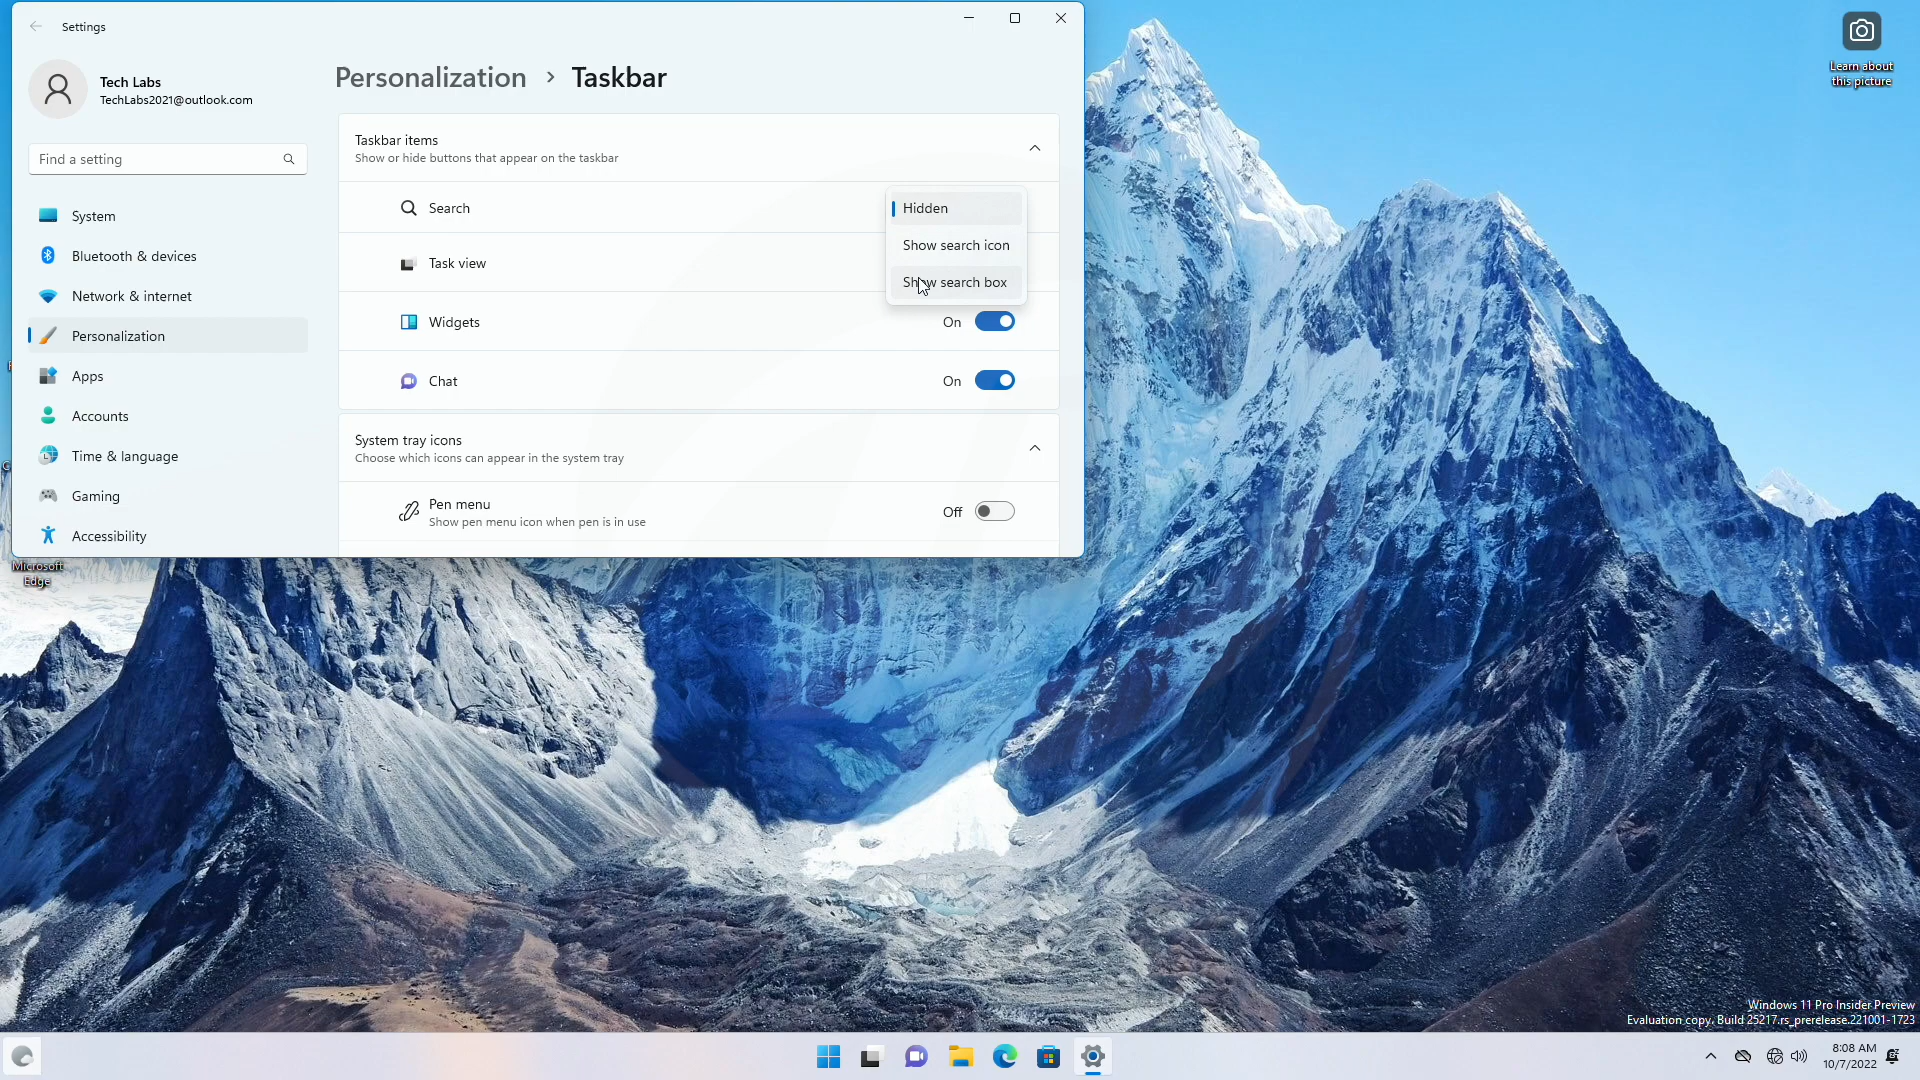 Settings
Tech Labs
TechLabs2021@outlook.com
Find a setting
System
Bluetooth & devices
Network & internet
Personalization
Apps
Accounts
Time & language
Gaming
Accessibility
Personalization > Taskbar
Taskbar items
Show or hide buttons that appear on the taskbar
Search
Hidden
Show search icon
Show search box
Task view
Widgets On
Chat On
System tray icons
Choose which icons can appear in the system tray
Pen menu
Show pen menu icon when pen is in use
Off
Learn about
this picture
Microsoft
Edge
Windows 11 Pro Insider Preview
Evaluation copy. Build 25217.rs_prerelease.221001-1723
8:08 AM
10/7/2022